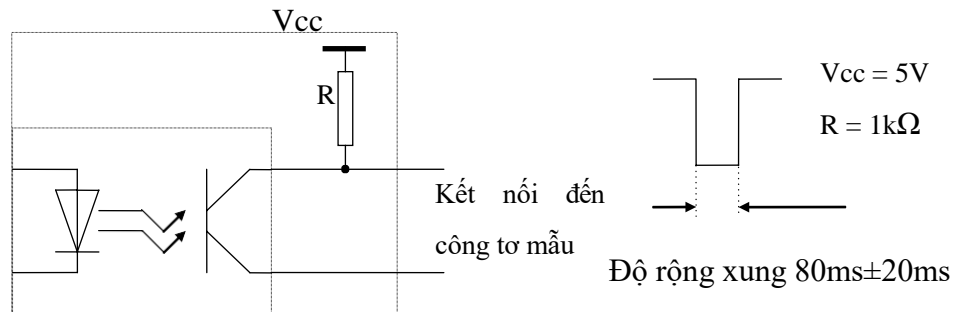 Vcc
R
Kết nối đến
công tơ mẫu
Vcc = 5V
R = 1kΩ
Độ rộng xung 80ms±20ms